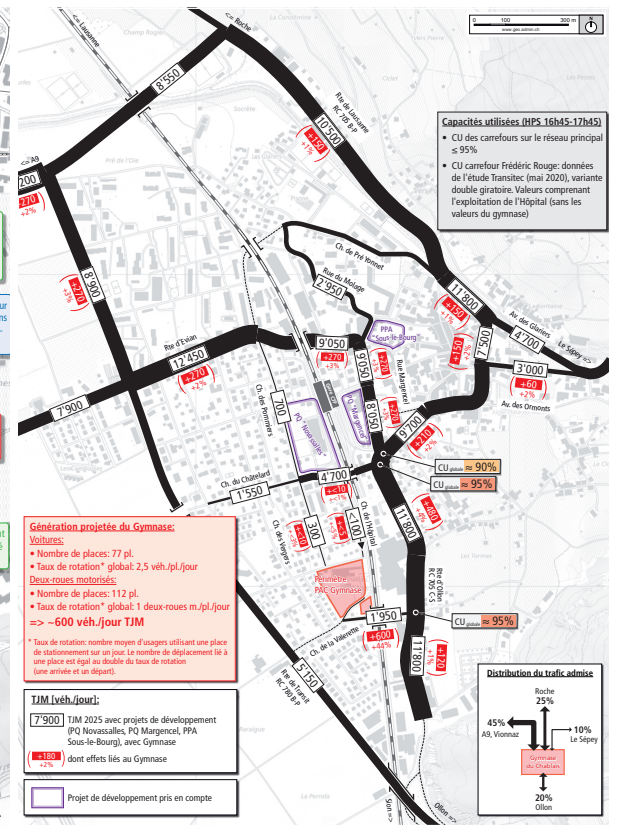 <= Lausanne
<= Roche
0 100 300 m
www.geo.admin.ch
N
Champ Rogier
La Constantine
8'550
Rte de Lausanne
RC 705 B-P
10'500
+150
+1%
Capacités utilisées (HPS 16h45-17h45)
• CU des carrefours sur le réseau principal
≤ 95%
• CU carrefour Frédéric Rouge: données
de l'étude Transitec (mai 2020), variante
double giratoire. Valeurs comprenant
l'exploitation de l'Hôpital (sans les
valeurs du gymnase)
<= A9
200
+270
+2%
Pré de l'Oie
8'900
+270
+3%
Ch. de Pré Yonnet
Rue du Molage
2'950
11'800
+150
+1%
Av. des Glariers
4'700
Le Sépey =>
PPA
"Sous-le-Bourg"
7'500
+150
+2%
3'000
+60
+2%
Av. des Ormonts
Rte d'Evian
12'450
+270
+2%
9'050
+270
+3%
9'050
+270
+3%
Rue Margencel
7'900
Ch. des Pommiers
700
PQ "Novassalles"
PQ "Margencel"
8'050
+270
9'700
+210
+2%
CU globale ≈ 90%
CU globale ≈ 95%
Ch. du Châtelard
1'550
4'700
+<10
+<1%
11'800
+480
+4%
Ch. des Vergers
300
+<10
<100
+<5
Ch. de l'Hôpital
Rte d'Ollon
RC 705 C-S
Périmètre
PAC Gymnase
1'950
+600
+44%
Ch. de la Valerette
CU globale ≈ 95%
11'800
+120
+1%
5'150
Rte de Transit
RC 780 B-P
Ollon =>
Génération projetée du Gymnase:
Voitures:
• Nombre de places: 77 pl.
• Taux de rotation* global: 2,5 véh./pl./jour
Deux-roues motorisés:
• Nombre de places: 112 pl.
• Taux de rotation* global: 1 deux-roues m./pl./jour
=> ~600 véh./jour TJM
* Taux de rotation: nombre moyen d'usagers utilisant une place
de stationnement sur un jour. Le nombre de déplacement lié à
une place est égal au double du taux de rotation
(une arrivée et un départ).
TJM [véh./jour]:
7'900 TJM 2025 avec projets de développement
(PQ Novassalles, PQ Margencel, PPA
Sous-le-Bourg), avec Gymnase
+180
+2%
dont effets liés au Gymnase
Projet de développement pris en compte
Distribution du trafic admise
Roche
25%
45%
A9, Vionnaz
10%
Le Sépey
Gymnase
du Chablais
20%
Ollon